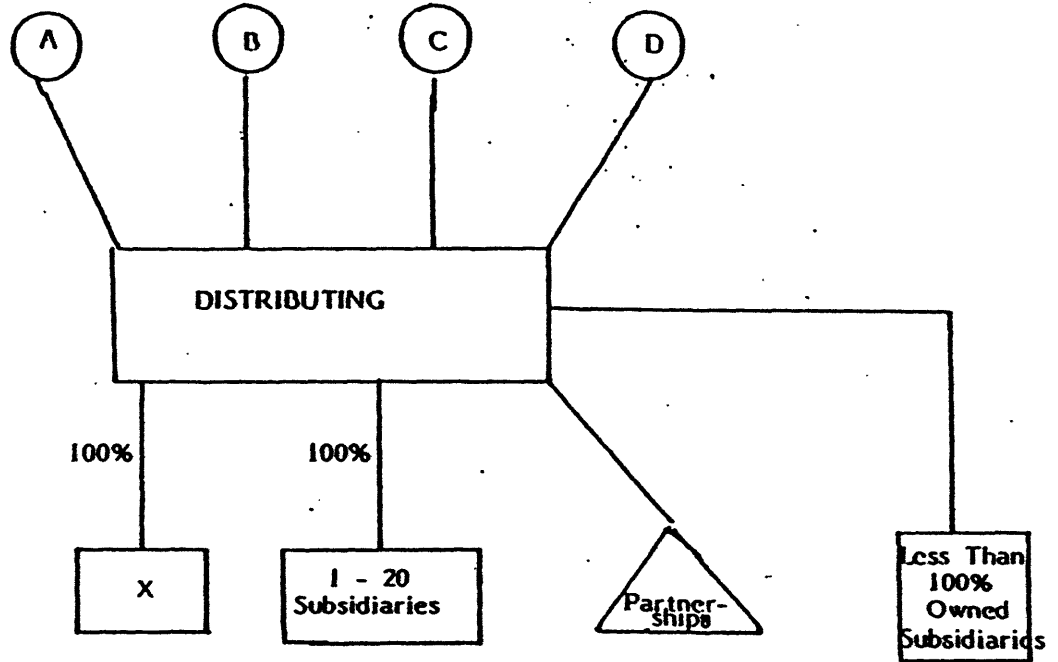 A
B
C
D
DISTRIBUTING
100%
100%
X
1 - 20
Subsidiaries
Partner-
ships
Less Than
100%
Owned
Subsidiaries